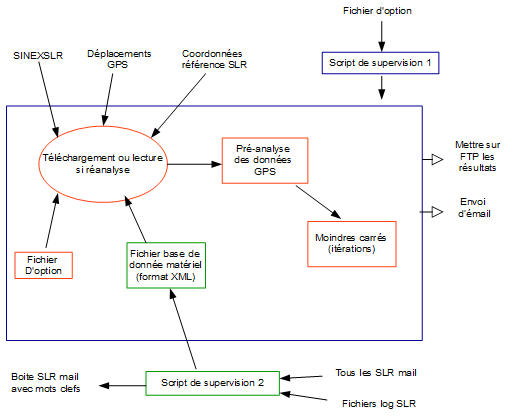 Fichier d'option
SINEXSLR
Déplacements
GPS
Coordonnées
référence SLR
Script de supervision 1
Téléchargement ou lecture
si réanalyse
Pré-analyse
des données
GPS
Mettre sur
FTP les
résultats
Envoi
d'émail
Moindres carrés
(itérations)
Fichier
D'option
Fichier base de
donnée matériel
(format XML)
Boite SLR mail
avec mots clefs
Script de supervision 2
Tous les SLR mail
Fichiers log SLR